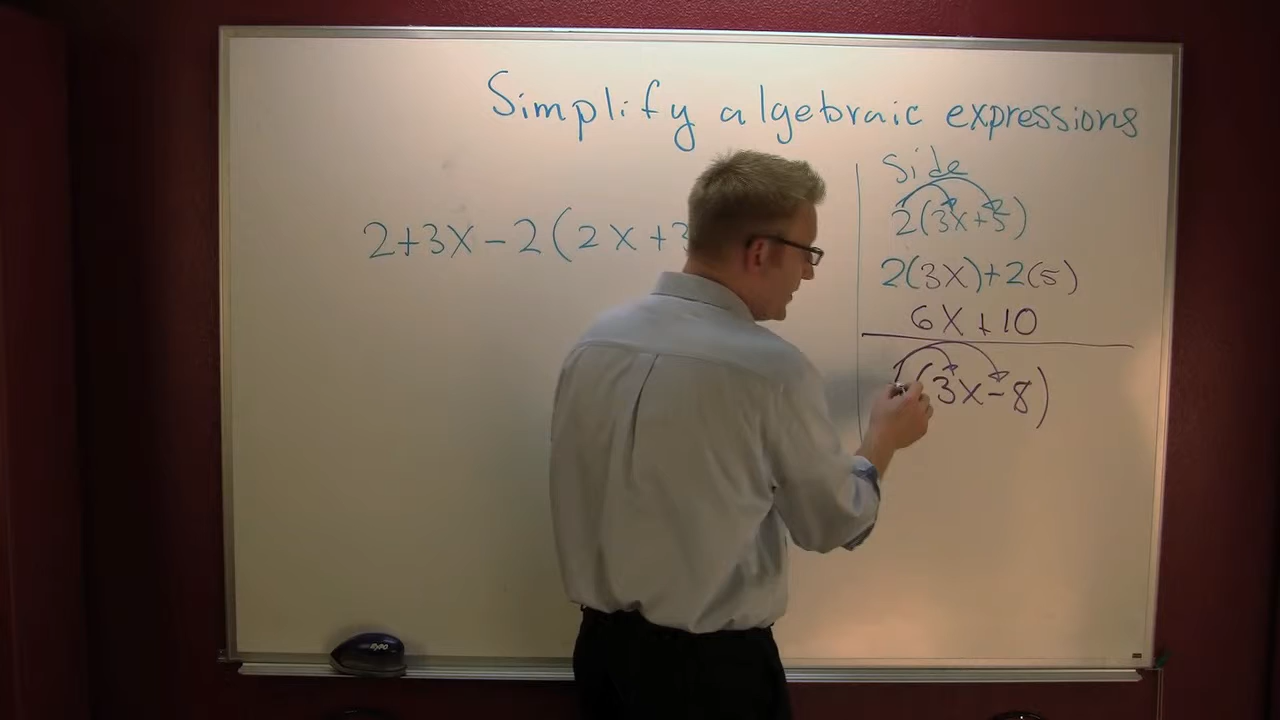 Simplify algebraic expressions
2+3x-2(2x+3
Side
2(3x+5)
2(3x)+2(5)
6x+10
(3x-8)
EXPO